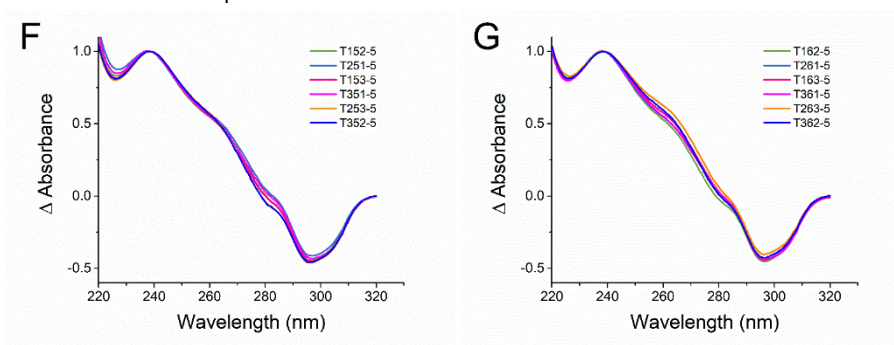 F
G
1.0
0.5
0.0
-0.5
Δ Absorbance
220
240
260
280
300
320
Wavelength (nm)
T152-5
T251-5
T153-5
T351-5
T253-5
T352-5
1.0
0.5
0.0
-0.5
Δ Absorbance
220
240
260
280
300
320
Wavelength (nm)
T162-5
T261-5
T163-5
T361-5
T263-5
T362-5